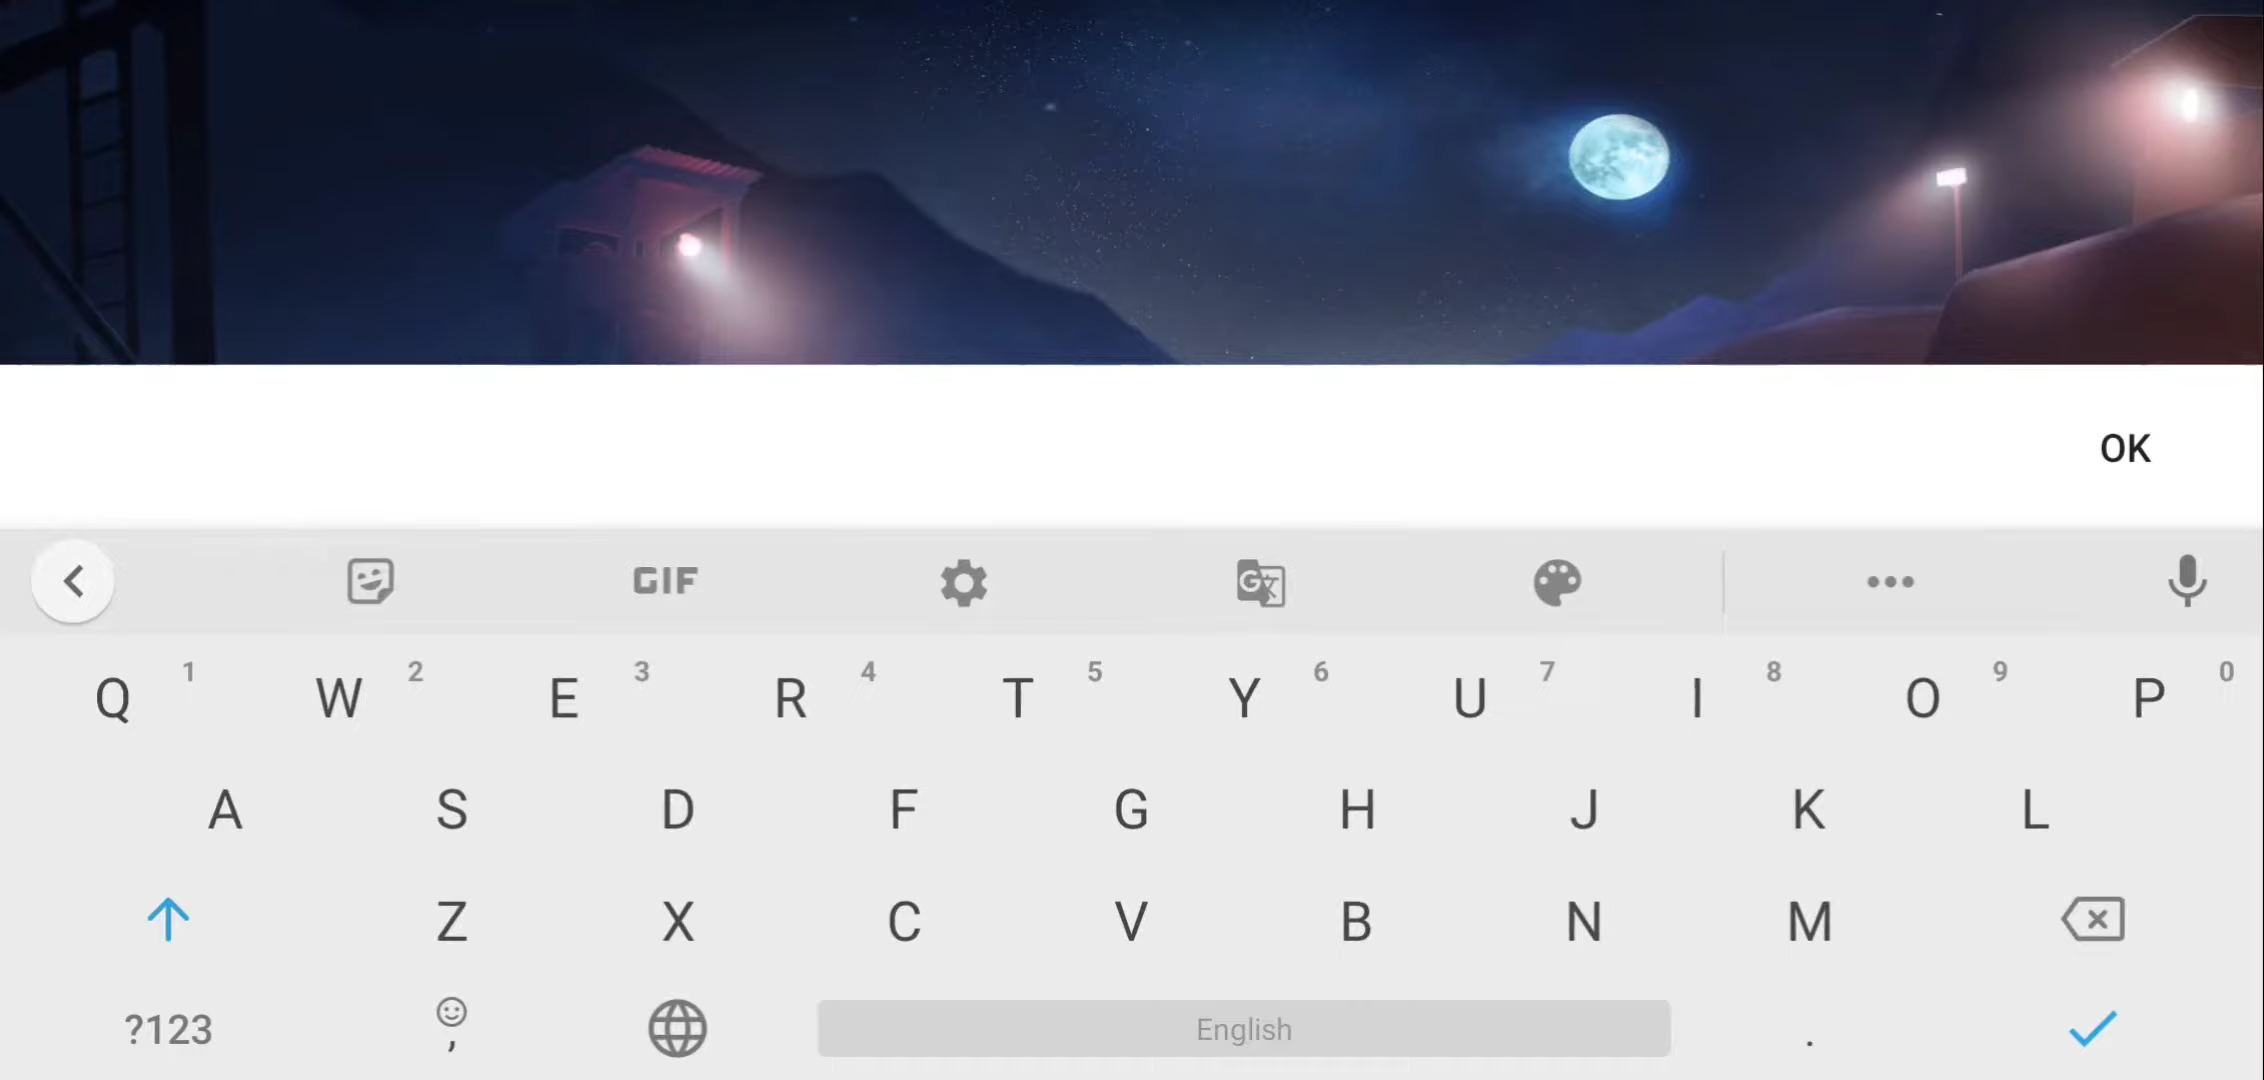 OK
GIF
Q 1 W 2 E 3 R 4 T 5 Y 6 U 7 I 8 O 9 P 0
A S D F G H J K L
Z X C V B N M
?123 , English .